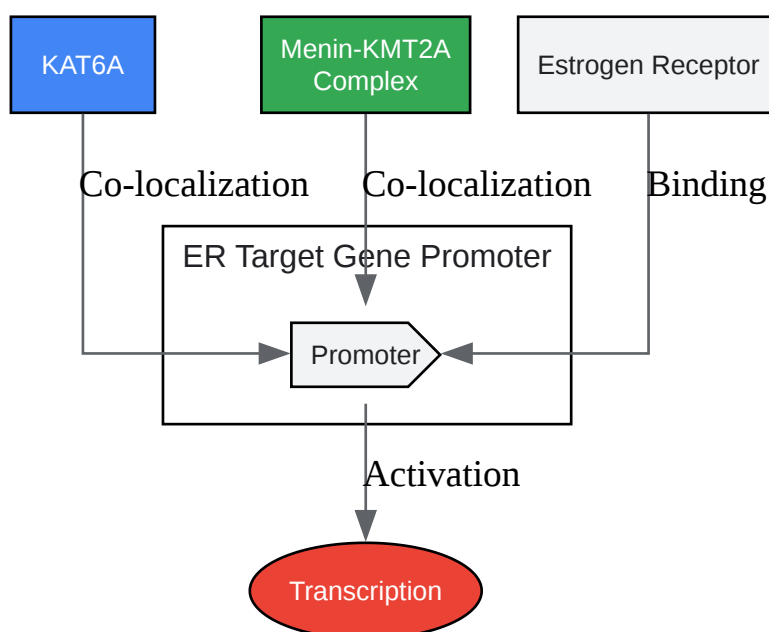 KAT6A
Menin-KMT2A
Complex
Estrogen Receptor
Co-localization
Co-localization
Binding
ER Target Gene Promoter
Promoter
Activation
Transcription